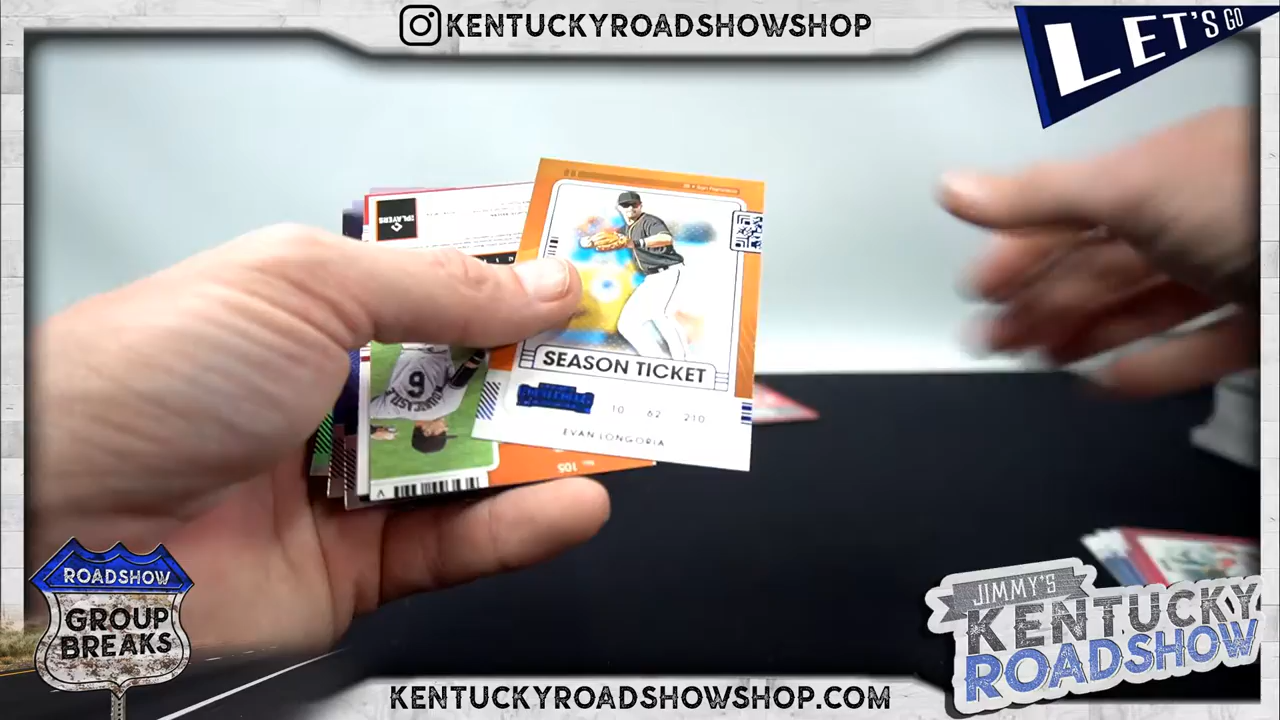 KENTUCKYROADSHOWSHOP
LET'S GO
PLAYERS
SEASON TICKET
10 62 210
EVAN LONGORIA
6
105
ROADSHOW
GROUP
BREAKS
JIMMY'S
KENTUCKY
ROADSHOW
KENTUCKYROADSHOWSHOP.COM